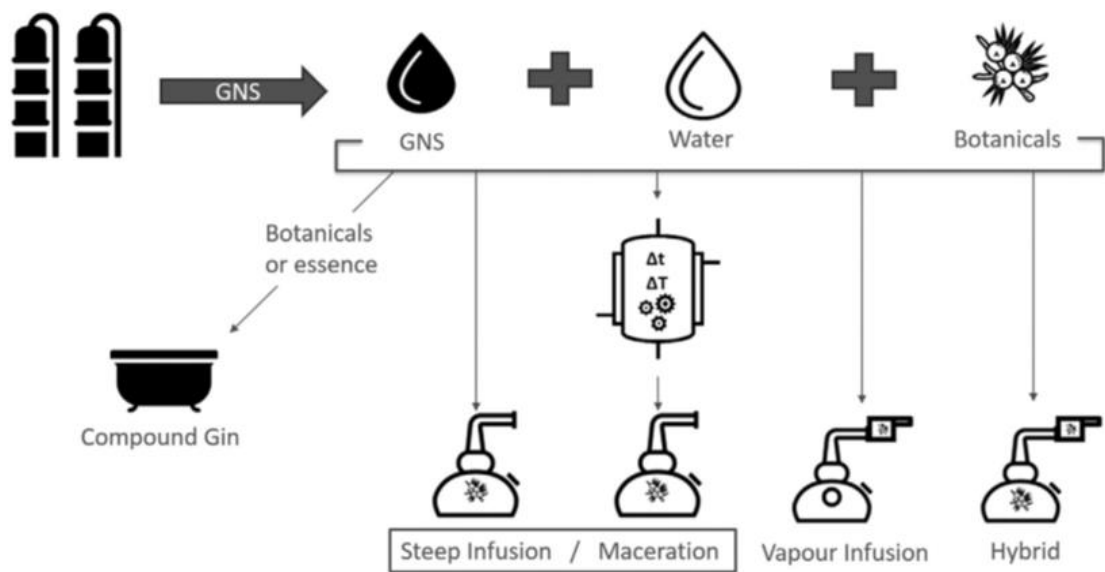 GNS
GNS
Water
Botanicals
Botanicals
or essence
Δt
ΔT
Compound Gin
Steep Infusion / Maceration
Vapour Infusion
Hybrid